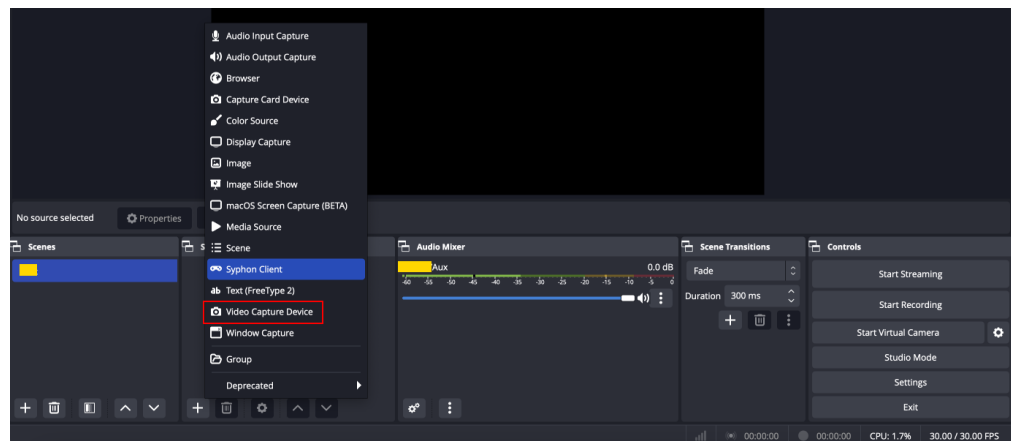 Audio Input Capture
Audio Output Capture
Browser
Capture Card Device
Color Source
Display Capture
Image
Image Slide Show
macOS Screen Capture (BETA)
Media Source
Scene
Syphon Client
Text (FreeType 2)
Video Capture Device
Window Capture
Group
Deprecated
No source selected
Properties
Scenes
S
Audio Mixer
/Aux
0.0 dB
-60 -55 -50 -45 -40 -35 -30 -25 -20 -15 -10 -5 0
Scene Transitions
Fade
Duration 300 ms
Controls
Start Streaming
Start Recording
Start Virtual Camera
Studio Mode
Settings
Exit
00:00:00 00:00:00 CPU: 1.7% 30.00 / 30.00 FPS